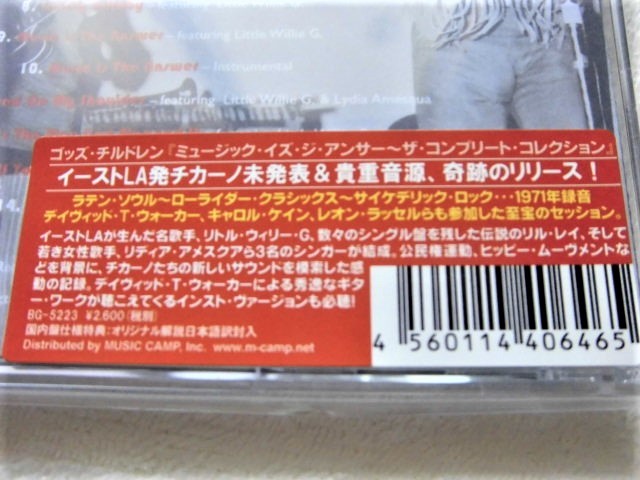 9. Music Is The Answer – featuring Little Willie G.
10. Music Is The Answer – Instrumental
– featuring Little Willie G. & Lydia Amescua
14.
ゴッズ・チルドレン『ミュージック・イズ・ジ・アンサー〜ザ・コンプリート・コレクション』
イーストLA発チカーノ未発表＆貴重音源、奇跡のリリース！
ラテン・ソウル〜ローライダー・クラシックス〜サイケデリック・ロック・・・1971年録音
デイヴィッド・T・ウォーカー、キャロル・ケイン、レオン・ラッセルらも参加した至宝のセッション。
イーストLAが生んだ名歌手、リトル・ウィリー・G、数々のシングル盤を残した伝説のリル・レイ、そして
若き女性歌手、リディア・アメスクアら3名のシンガーが結成。公民権運動、ヒッピー・ムーヴメントな
どを背景に、チカーノたちの新しいサウンドを模索した感
動の記録。デイヴィッド・T・ウォーカーによる秀逸なギタ
ー・ワークが聴こえてくるインスト・ヴァージョンも必聴！
BG-5223 ¥2,600（税別）
国内盤仕様特典：オリジナル解説日本語訳封入
Distributed by MUSIC CAMP, Inc. www.m-camp.net
4 560114 406465